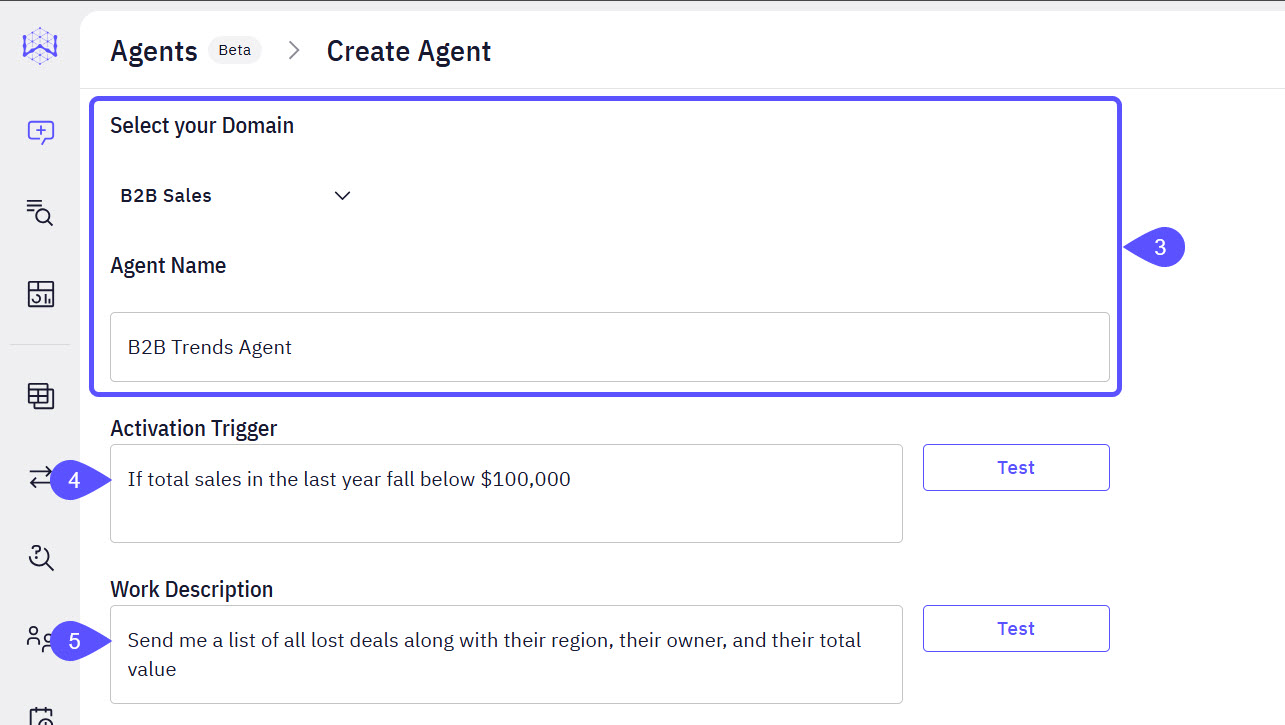 Agents Beta > Create Agent
Select your Domain
B2B Sales
3
Agent Name
B2B Trends Agent
Activation Trigger
4
If total sales in the last year fall below $100,000
Test
Work Description
5
Send me a list of all lost deals along with their region, their owner, and their total
value
Test